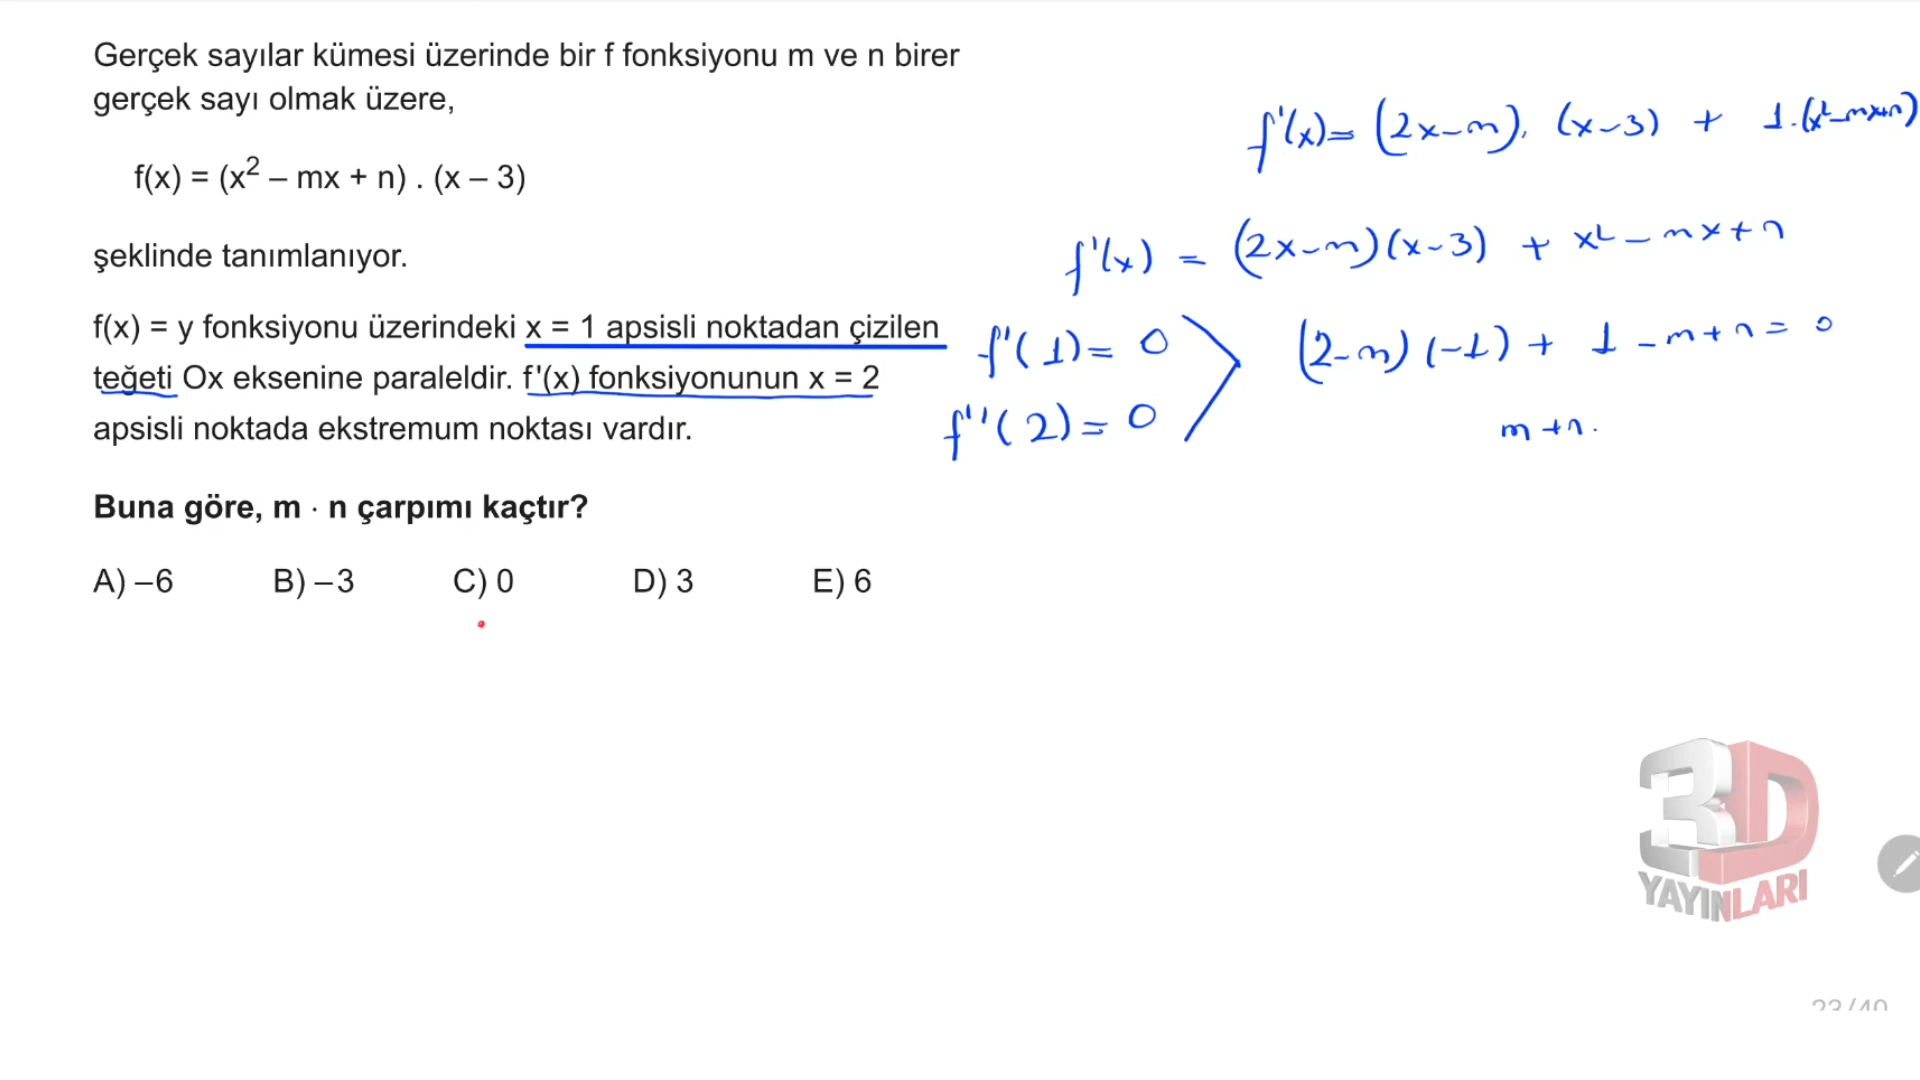 Gerçek sayılar kümesi üzerinde bir f fonksiyonu m ve n birer
gerçek sayı olmak üzere,
f(x) = (x² – mx + n) . (x – 3)
şeklinde tanımlanıyor.
f(x) = y fonksiyonu üzerindeki x = 1 apsisli noktadan çizilen
teğeti Ox eksenine paraleldir. f'(x) fonksiyonunun x = 2
apsisli noktada ekstremum noktası vardır.
Buna göre, m · n çarpımı kaçtır?
A) –6 B) –3 C) 0 D) 3 E) 6
f'(x)= (2x-m). (x-3) + 1.(x²-mx+n)
f'(x) = (2x-m)(x-3) + x² - mx+n
f'(1)= 0 (2-m) (-1) + 1 -m+n= 0
f''(2)= 0 m +n.
3D
YAYINLARI
23/40